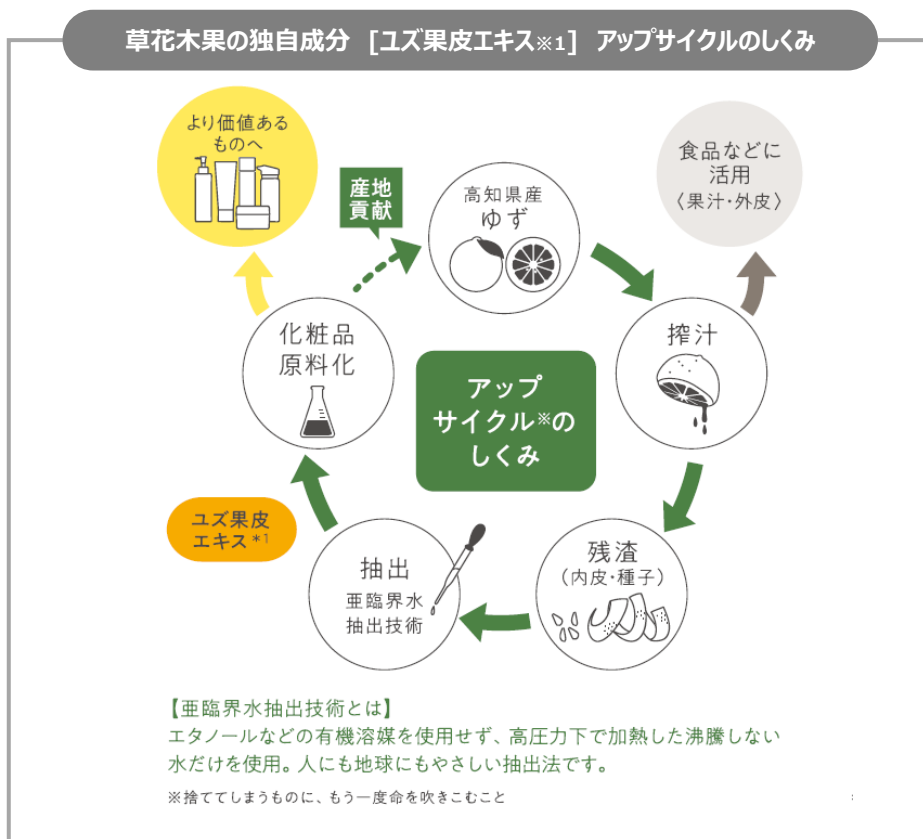 草花木果の独自成分 [ユズ果皮エキス※1] アップサイクルのしくみ
より価値ある
ものへ
産地
貢献
高知県産
ゆず
食品などに
活用
〈果汁・外皮〉
化粧品
原料化
搾汁
アップ
サイクル※の
しくみ
ユズ果皮
エキス*1
抽出
亜臨界水
抽出技術
残渣
(内皮・種子)
【亜臨界水抽出技術とは】
エタノールなどの有機溶媒を使用せず、高圧力下で加熱した沸騰しない
水だけを使用。人にも地球にもやさしい抽出法です。
※捨ててしまうものに、もう一度命を吹きこむこと